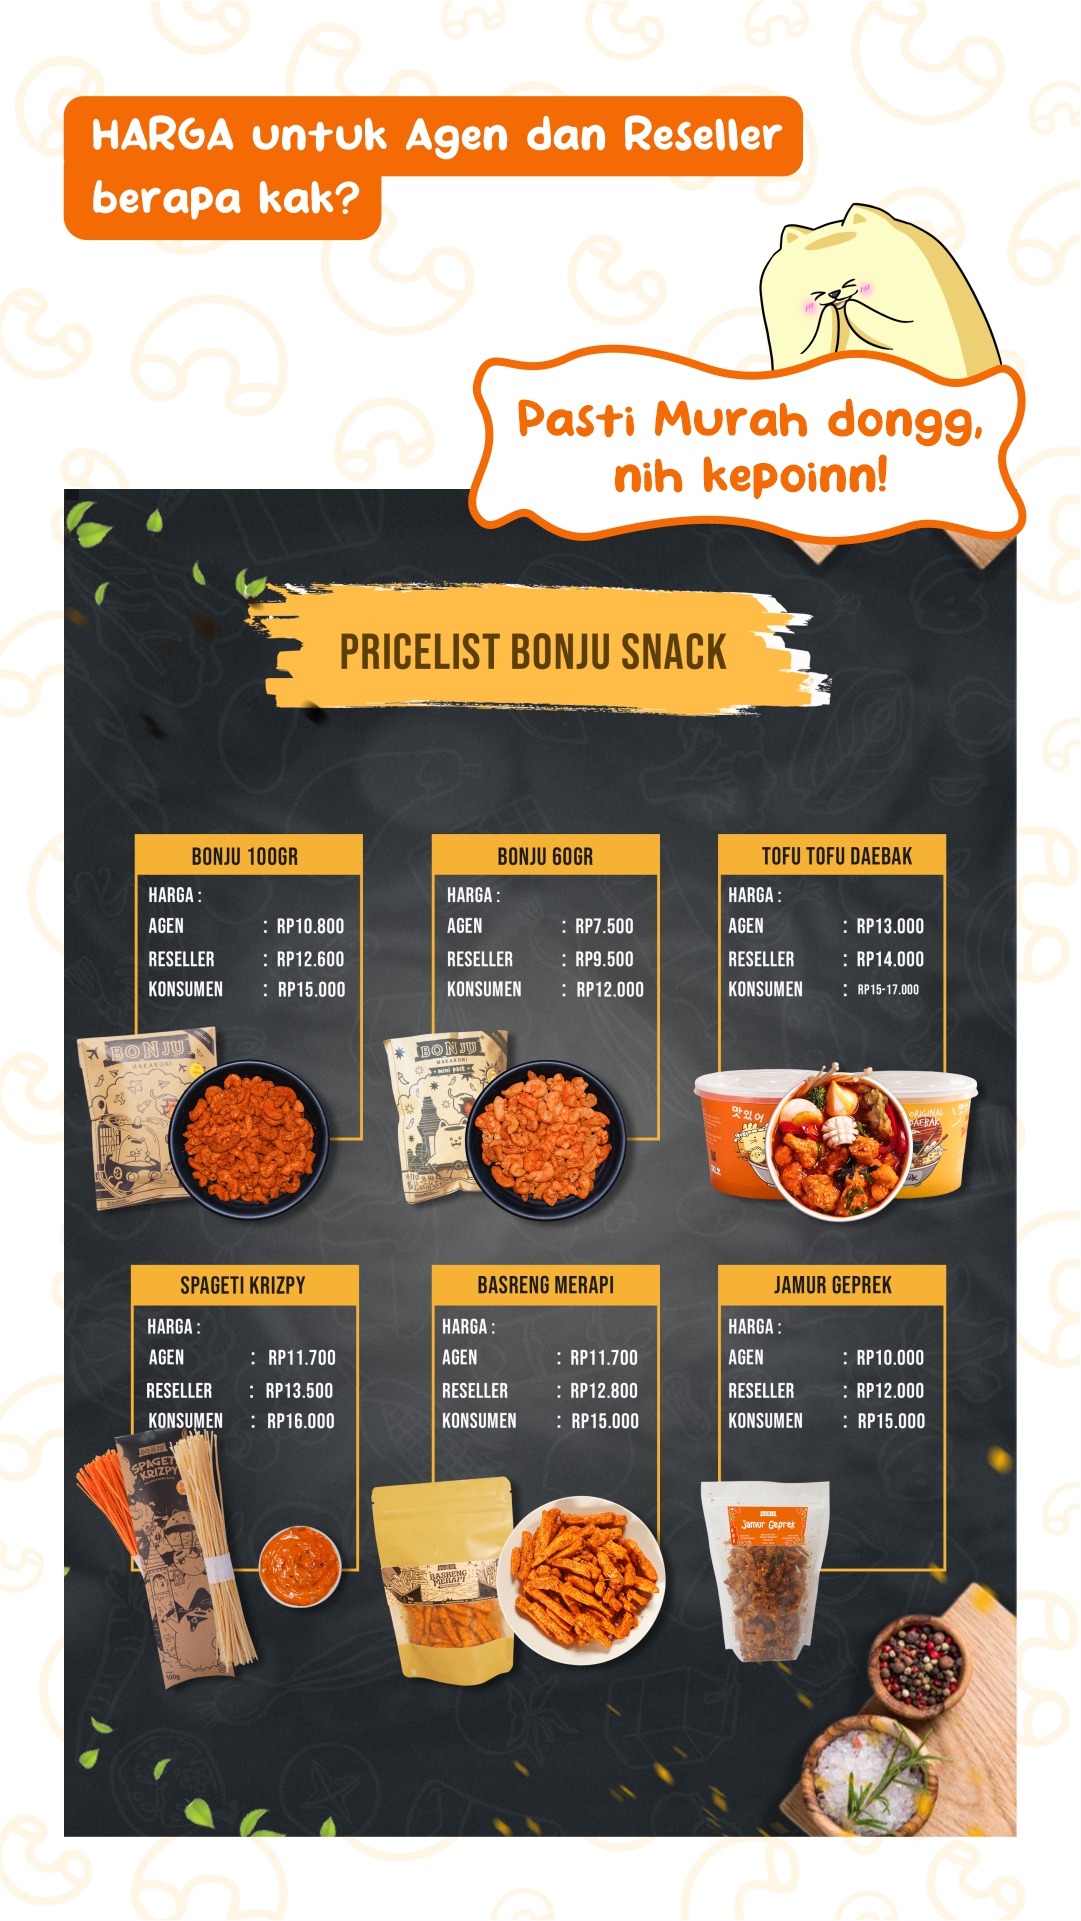 HARGA untuk Agen dan Reseller
berapa kak?
Pasti Murah dongg,
nih kepoinn!
PRICELIST BONJU SNACK
BONJU 100GR
HARGA :
AGEN : RP10.800
RESELLER : RP12.600
KONSUMEN : RP15.000
BONJU 60GR
HARGA :
AGEN : RP7.500
RESELLER : RP9.500
KONSUMEN : RP12.000
TOFU TOFU DAEBAK
HARGA :
AGEN : RP13.000
RESELLER : RP14.000
KONSUMEN : RP15-17.000
BONJU
MAKARONI
BONJU
MAKARONI
mini pack
맛있어
ORIGINAL
DAEBAK
SPAGETI KRIZPY
HARGA :
AGEN : RP11.700
RESELLER : RP13.500
KONSUMEN : RP16.000
BASRENG MERAPI
HARGA :
AGEN : RP11.700
RESELLER : RP12.800
KONSUMEN : RP15.000
JAMUR GEPREK
HARGA :
AGEN : RP10.000
RESELLER : RP12.000
KONSUMEN : RP15.000
BONJU
SPAGETI
KRIZPY
100g
BASRENG
MERAPI
Jamur Geprek